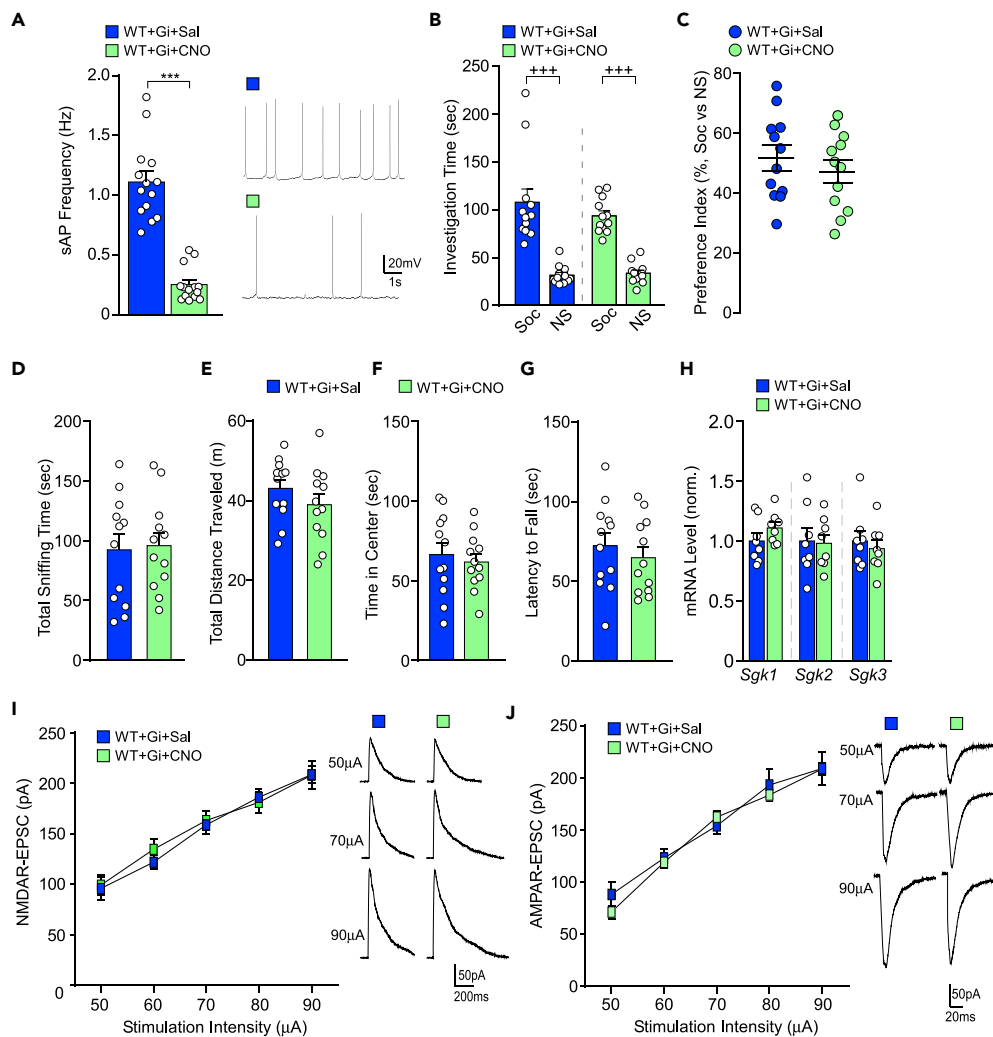 A
WT+Gi+Sal
WT+Gi+CNO
2.0
1.5
1.0
0.5
0
sAP Frequency (Hz)
***
20mV
1s
B
WT+Gi+Sal
WT+Gi+CNO
250
200
150
100
50
0
Investigation Time (sec)
+++
+++
Soc
NS
Soc
NS
C
WT+Gi+Sal
WT+Gi+CNO
80
60
40
20
0
Preference Index (%, Soc vs NS)
D
200
150
100
50
0
Total Sniffing Time (sec)
E
WT+Gi+Sal
60
40
20
0
Total Distance Traveled (m)
F
WT+Gi+CNO
150
100
50
0
Time in Center (sec)
G
150
100
50
0
Latency to Fall (sec)
H
WT+Gi+Sal
WT+Gi+CNO
2.0
1.5
1.0
0.5
0
mRNA Level (norm.)
Sgk1
Sgk2
Sgk3
I
WT+Gi+Sal
WT+Gi+CNO
250
200
150
100
50
0
NMDAR-EPSC (pA)
50
60
70
80
90
Stimulation Intensity (μA)
50μA
70μA
90μA
50pA
200ms
J
WT+Gi+Sal
WT+Gi+CNO
250
200
150
100
50
0
AMPAR-EPSC (pA)
50
60
70
80
90
Stimulation Intensity (μA)
50μA
70μA
90μA
50pA
20ms